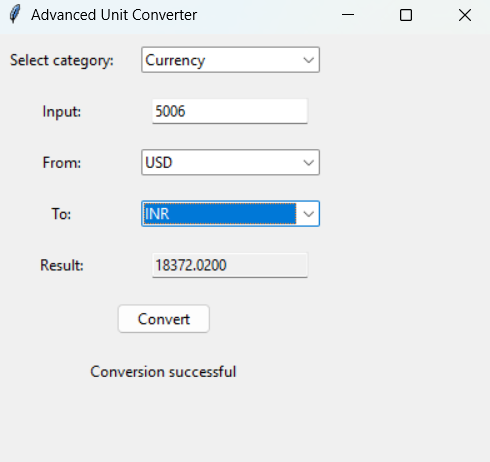 Advanced Unit Converter
Select category: Currency
Input: 5006
From: USD
To: INR
Result: 18372.0200
Convert
Conversion successful